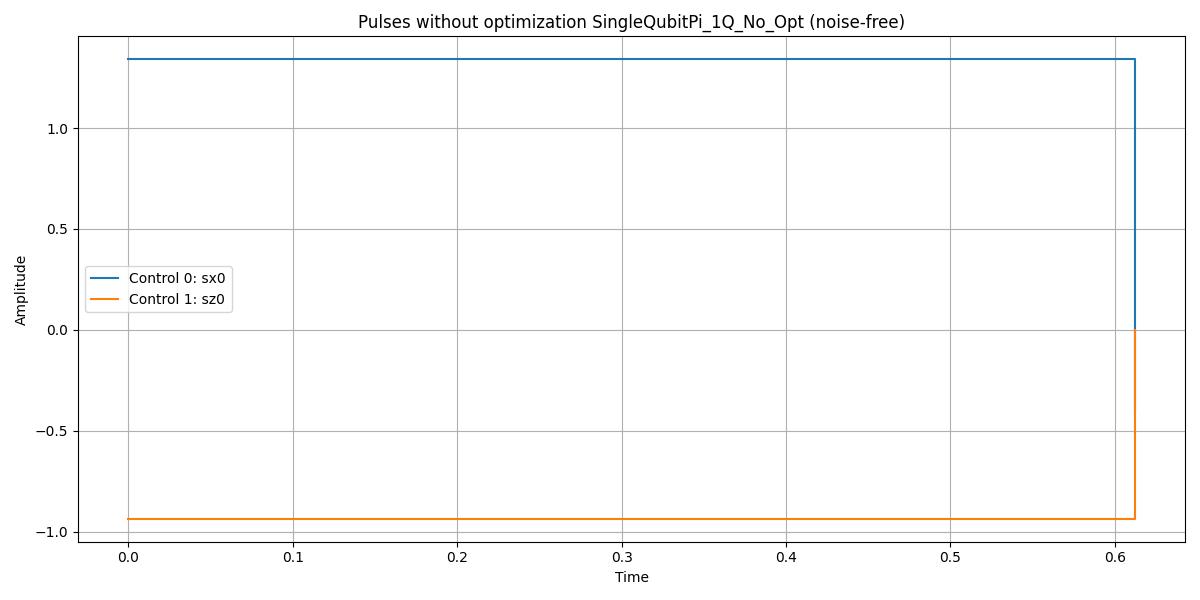 Pulses without optimization SingleQubitPi_1Q_No_Opt (noise-free)
Amplitude
1.0
0.5
0.0
−0.5
−1.0
Control 0: sx0
Control 1: sz0
0.0 0.1 0.2 0.3 0.4 0.5 0.6
Time